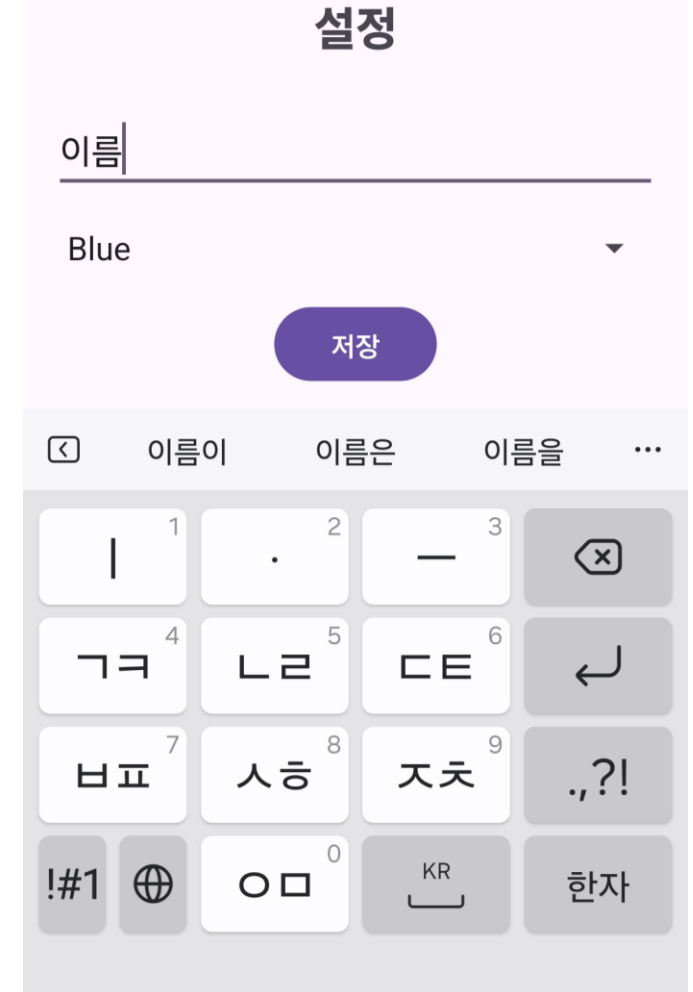 설정
이름
Blue
저장
이름이 이름은 이름을 ...
ㅣ 1 · 2 ㅡ 3
ㄱㅋ 4 ㄴㄹ 5 ㄷㅌ 6
ㅂㅍ 7 ㅅㅎ 8 ㅈㅊ 9 .,?!
!#1 ㅇㅁ 0 KR 한자